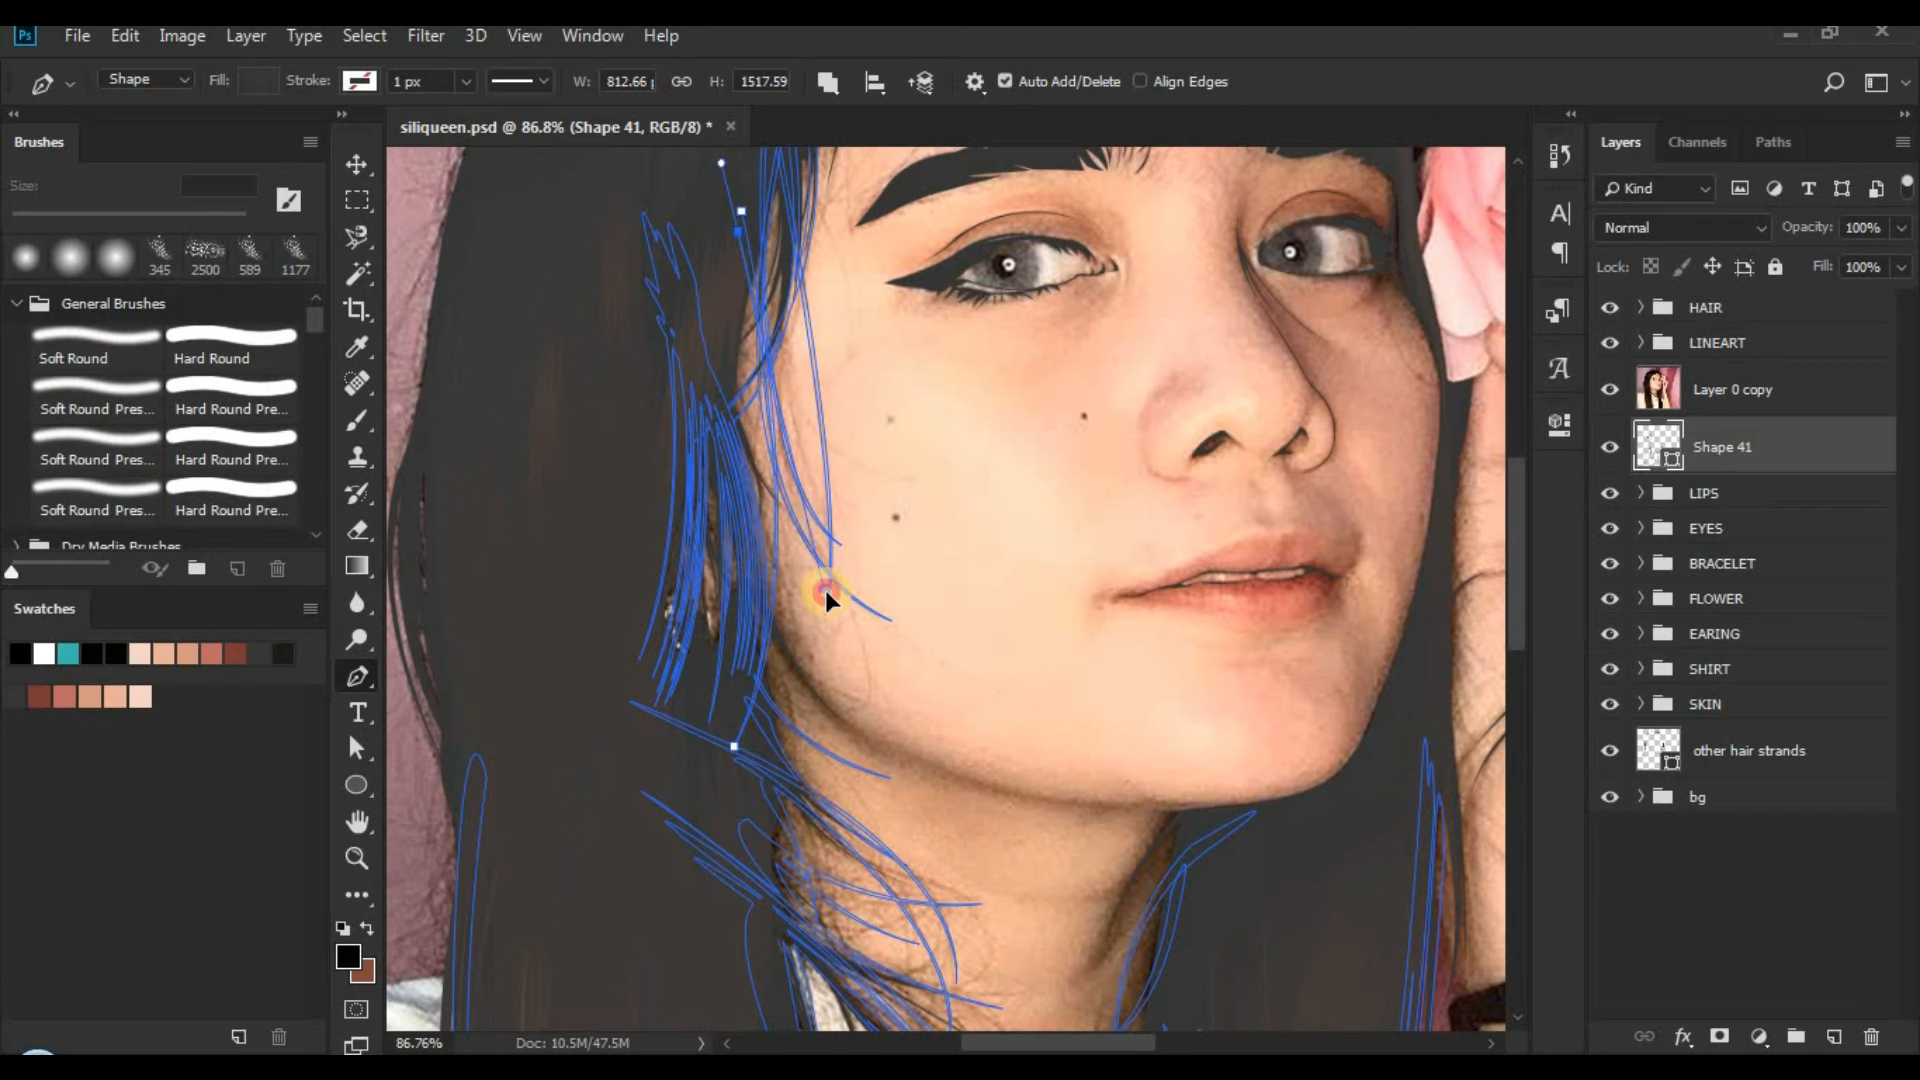 Ps File Edit Image Layer Type Select Filter 3D View Window Help
Shape Fill: Stroke: 1 px W: 812.66 H: 1517.59 Auto Add/Delete Align Edges
Brushes
siliqueen.psd @ 86.8% (Shape 41, RGB/8) *
Layers Channels Paths
Size:
Kind
Normal Opacity: 100%
345 2500 589 1177
Lock: Fill: 100%
General Brushes
HAIR
LINEART
Soft Round Hard Round
Layer 0 copy
Soft Round Pres... Hard Round Pre...
Shape 41
Soft Round Pres... Hard Round Pre...
LIPS
Soft Round Pres... Hard Round Pre...
EYES
Dry Media Brushes
BRACELET
FLOWER
Swatches
EARING
SHIRT
SKIN
other hair strands
bg
86.76% Doc: 10.5M/47.5M